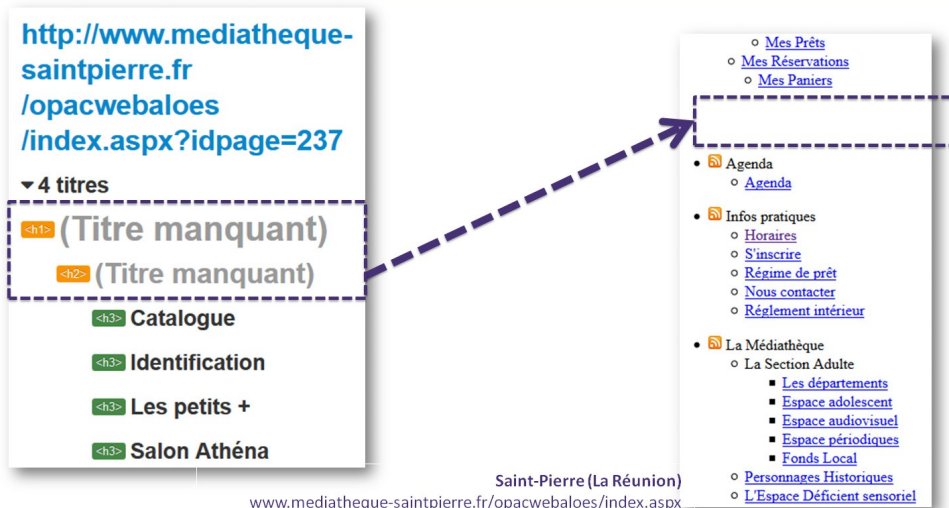 http://www.mediatheque-
saintpierre.fr
/opacwebaloes
/index.aspx?idpage=237
4 titres
<h1> (Titre manquant)
<h2> (Titre manquant)
<h3> Catalogue
<h3> Identification
<h3> Les petits +
<h3> Salon Athéna
Mes Prêts
Mes Réservations
Mes Paniers
Agenda
Agenda
Infos pratiques
Horaires
S'inscrire
Régime de prêt
Nous contacter
Réglement intérieur
La Médiathèque
La Section Adulte
Les départements
Espace adolescent
Espace audiovisuel
Espace périodiques
Fonds Local
Personnages Historiques
L'Espace Déficient sensoriel
Saint-Pierre (La Réunion)
www.mediatheque-saintpierre.fr/opacwebaloes/index.aspx